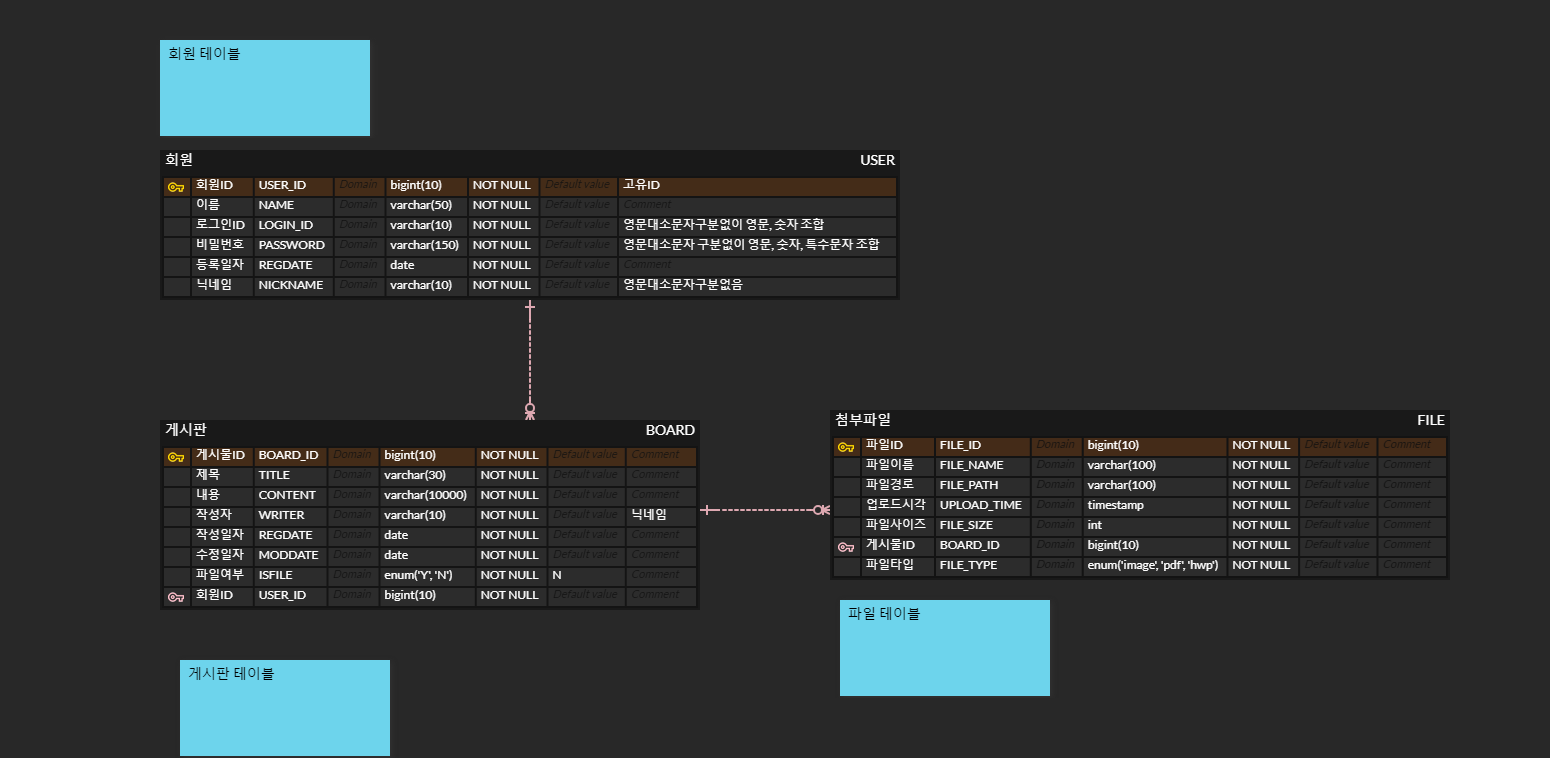 회원 테이블
회원 USER
회원ID USER_ID Domain bigint(10) NOT NULL Default value 고유ID
이름 NAME Domain varchar(50) NOT NULL Default value Comment
로그인ID LOGIN_ID Domain varchar(10) NOT NULL Default value 영문대소문자구분없이 영문, 숫자 조합
비밀번호 PASSWORD Domain varchar(150) NOT NULL Default value 영문대소문자 구분없이 영문, 숫자, 특수문자 조합
등록일자 REGDATE Domain date NOT NULL Default value Comment
닉네임 NICKNAME Domain varchar(10) NOT NULL Default value 영문대소문자구분없음
게시판 BOARD
게시물ID BOARD_ID Domain bigint(10) NOT NULL Default value Comment
제목 TITLE Domain varchar(30) NOT NULL Default value Comment
내용 CONTENT Domain varchar(10000) NOT NULL Default value Comment
작성자 WRITER Domain varchar(10) NOT NULL Default value 닉네임
작성일자 REGDATE Domain date NOT NULL Default value Comment
수정일자 MODDATE Domain date NOT NULL Default value Comment
파일여부 ISFILE Domain enum('Y', 'N') NOT NULL N Comment
회원ID USER_ID Domain bigint(10) NOT NULL Default value Comment
첨부파일 FILE
파일ID FILE_ID Domain bigint(10) NOT NULL Default value Comment
파일이름 FILE_NAME Domain varchar(100) NOT NULL Default value Comment
파일경로 FILE_PATH Domain varchar(100) NOT NULL Default value Comment
업로드시각 UPLOAD_TIME Domain timestamp NOT NULL Default value Comment
파일사이즈 FILE_SIZE Domain int NOT NULL Default value Comment
게시물ID BOARD_ID Domain bigint(10) NOT NULL Default value Comment
파일타입 FILE_TYPE Domain enum('image', 'pdf', 'hwp') NOT NULL Default value Comment
파일 테이블
게시판 테이블